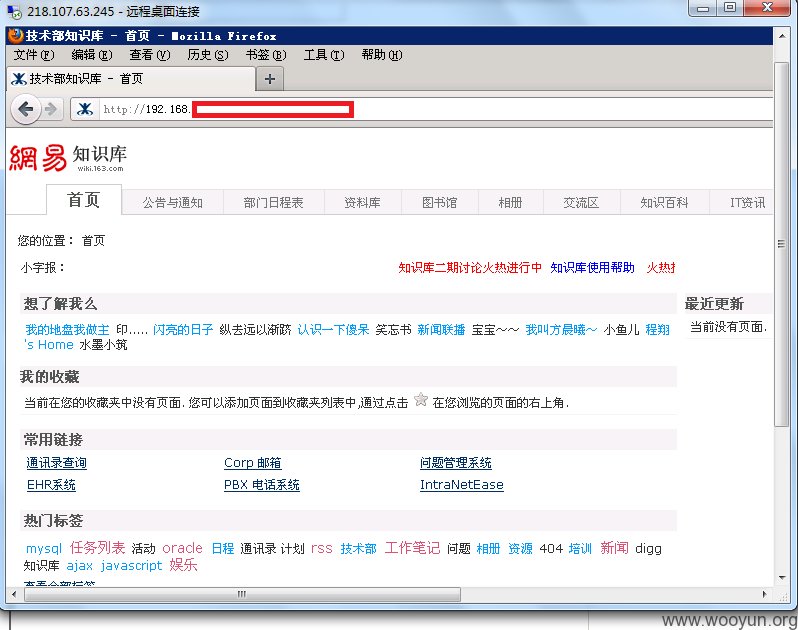 218.107.63.245 - 远程桌面连接
技术部知识库 - 首页 - Mozilla Firefox
文件(F) 编辑(E) 查看(V) 历史(S) 书签(B) 工具(T) 帮助(H)
技术部知识库 - 首页
http://192.168.
網易 知识库
wiki.163.com
首页 公告与通知 部门日程表 资料库 图书馆 相册 交流区 知识百科 IT资讯
您的位置： 首页
小字报：
知识库二期讨论火热进行中 知识库使用帮助 火热
想了解我么
最近更新
我的地盘我做主 印..... 闪亮的日子 纵去远以渐跻 认识一下傻呆 笑忘书 新闻联播 宝宝～～ 我叫方晨曦～ 小鱼儿 程翔
当前没有页面.
's Home 水墨小筑
我的收藏
当前在您的收藏夹中没有页面. 您可以添加页面到收藏夹列表中,通过点击 在您浏览的页面的右上角.
常用链接
通讯录查询 Corp 邮箱 问题管理系统
EHR系统 PBX 电话系统 IntraNetEase
热门标签
mysql 任务列表 活动 oracle 日程 通讯录 计划 rss 技术部 工作笔记 问题 相册 资源 404 培训 新闻 digg
知识库 ajax javascript 娱乐
查看全部标签
www.wooyun.org